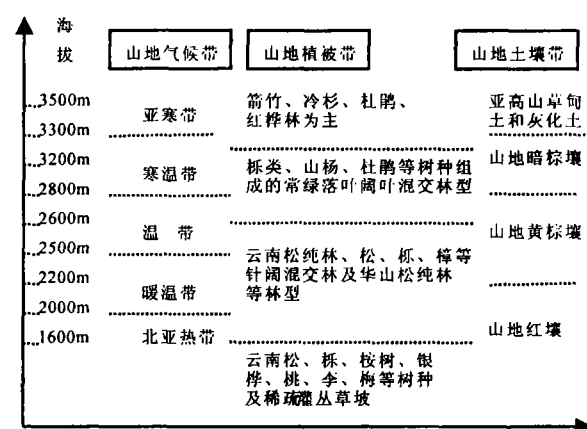 海
拔
山地气候带
山地植被带
山地土壤带
3500m
3300m
3200m
2800m
2600m
2500m
2200m
2000m
1600m
亚寒带
寒温带
温 带
暖温带
北亚热带
箭竹、冷杉、杜鹃、
红桦林为主
栎类、山杨、杜鹃等树种组
成的常绿落叶阔叶混交林型
云南松纯林、松、栎、樟等
针阔混交林及华山松纯林
等林型
云南松、栎、桉树、银
桦、桃、李、梅等树种
及稀疏灌丛草坡
亚高山草甸
土和灰化土
山地暗棕壤
山地黄棕壤
山地红壤